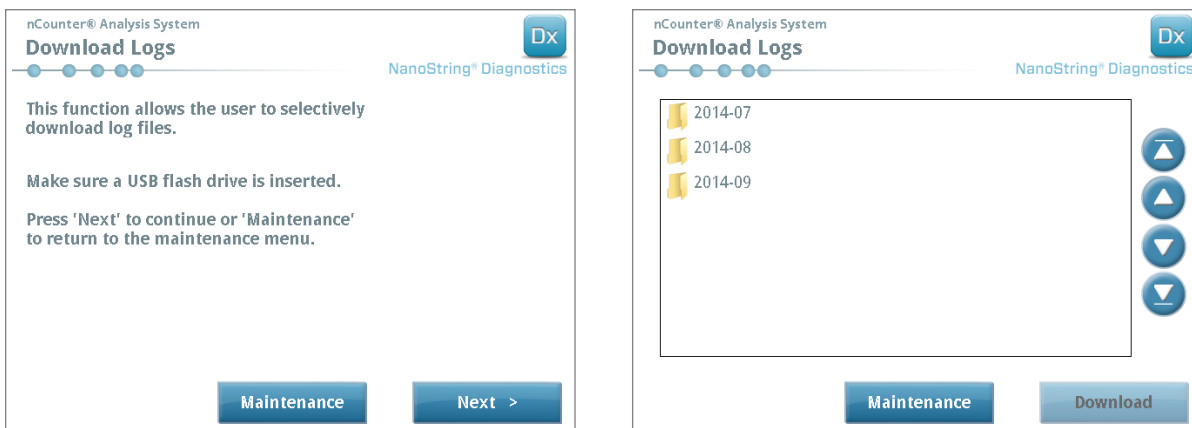 nCounter® Analysis System
Download Logs
Dx
NanoString® Diagnostics
This function allows the user to selectively
download log files.
Make sure a USB flash drive is inserted.
Press 'Next' to continue or 'Maintenance'
to return to the maintenance menu.
Maintenance
Next >
nCounter® Analysis System
Download Logs
Dx
NanoString® Diagnostics
2014-07
2014-08
2014-09
Maintenance
Download